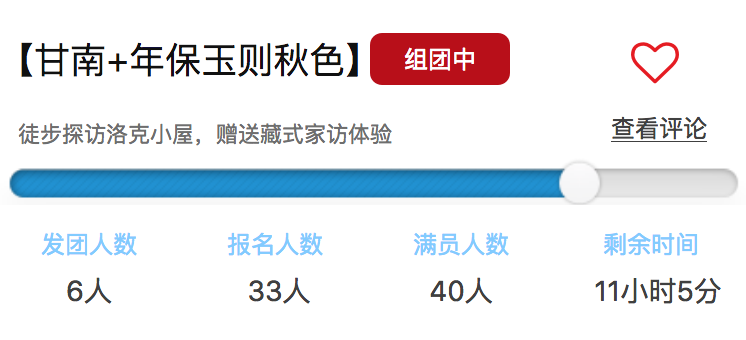 【甘南+年保玉则秋色】 组团中
徒步探访洛克小屋，赠送藏式家访体验 查看评论
发团人数 报名人数 满员人数 剩余时间
6人 33人 40人 11小时5分